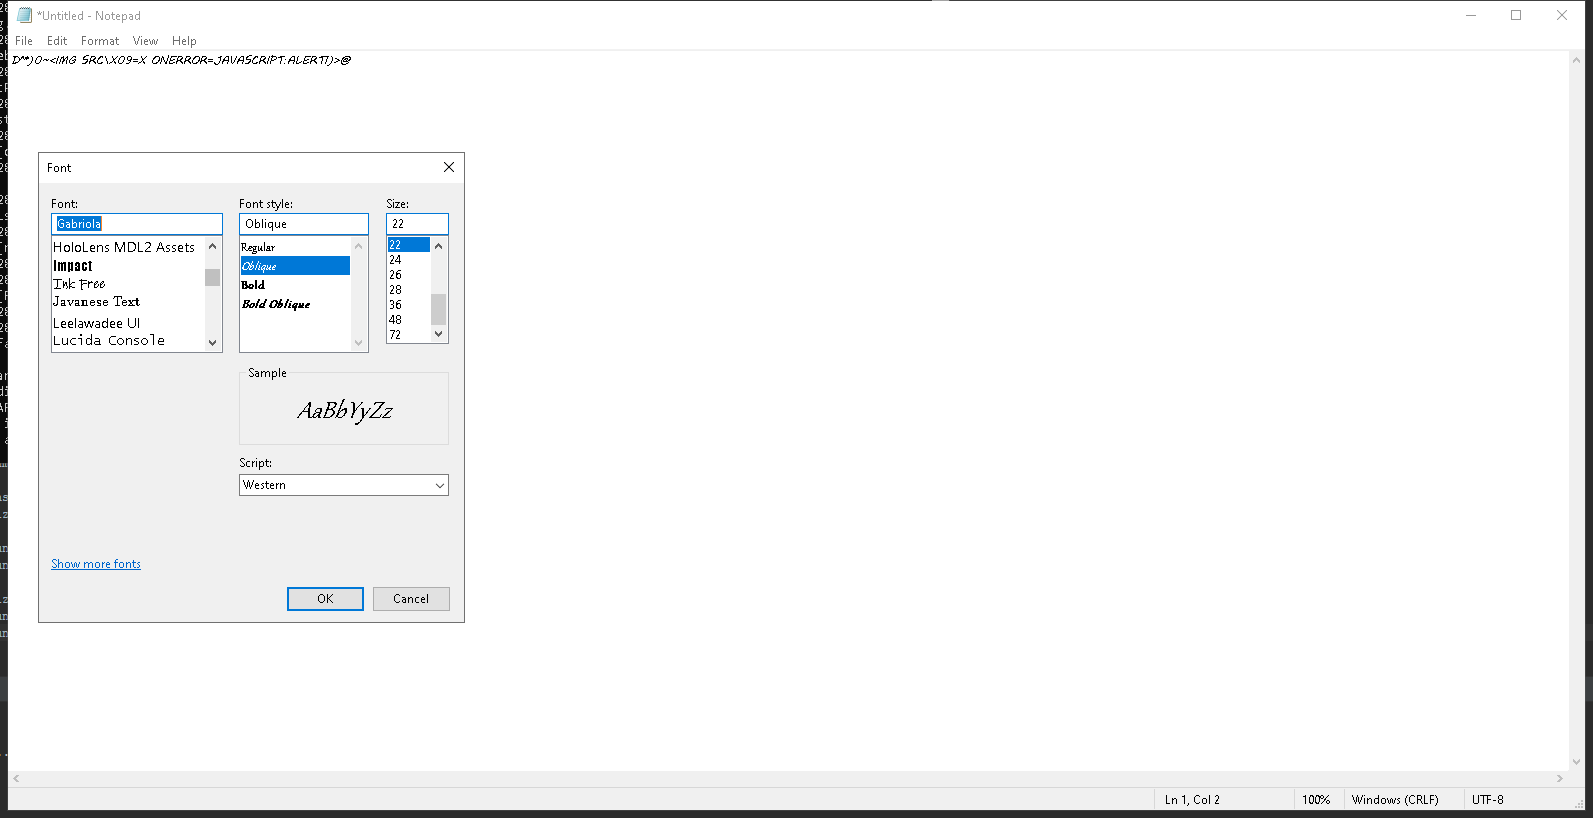 *Untitled - Notepad
File Edit Format View Help
D^*)0~<IMG SRC\X09=X ONERROR=JAVASCRIPT:ALERT1)>@
Font
Font: Font style: Size:
Gabriola Oblique 22
HoloLens MDL2 Assets
Impact
Ink Free
Javanese Text
Leelawadee UI
Lucida Console
Regular
Oblique
Bold
Bold Oblique
22
24
26
28
36
48
72
Sample
AaBbYyZz
Script:
Western
Show more fonts
OK Cancel
Ln 1, Col 2 100% Windows (CRLF) UTF-8